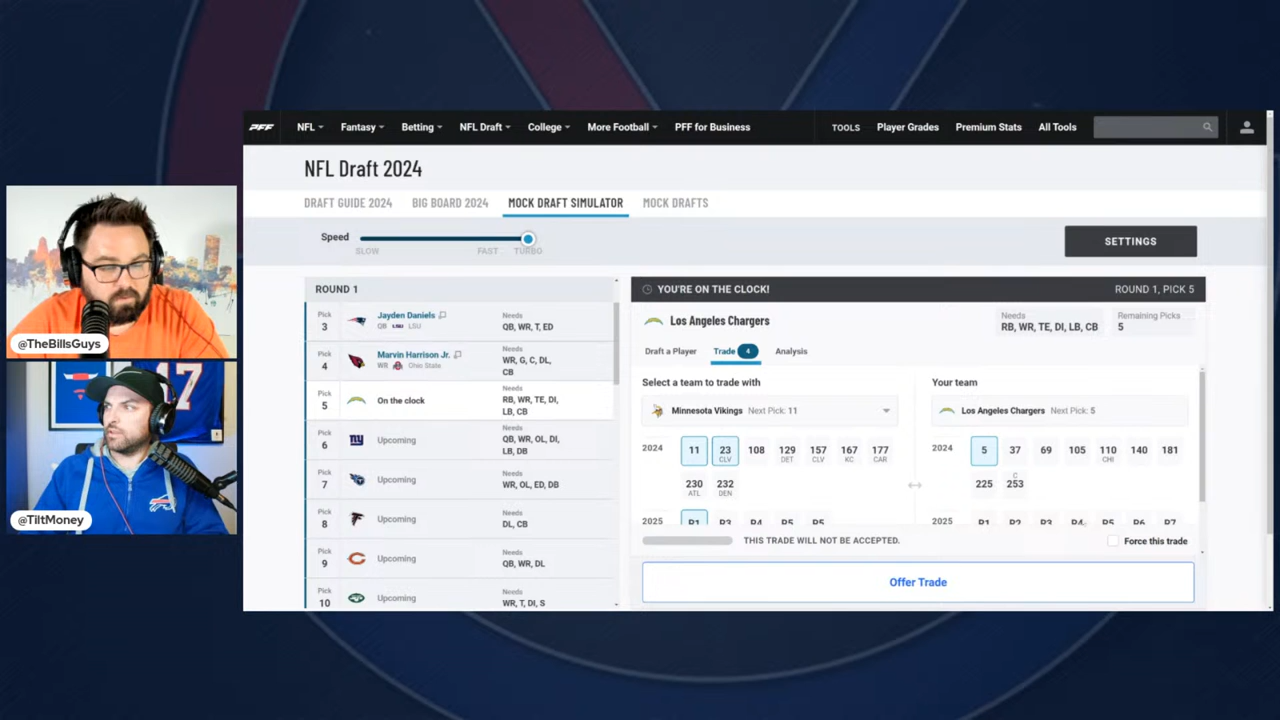 PFF
NFL Fantasy Betting NFL Draft College More Football PFF for Business TOOLS Player Grades Premium Stats All Tools
NFL Draft 2024
DRAFT GUIDE 2024 BIG BOARD 2024 MOCK DRAFT SIMULATOR MOCK DRAFTS
Speed
SLOW FAST TURBO
SETTINGS
ROUND 1
Pick 3 Jayden Daniels Needs
QB LSU LSU QB, WR, T, ED
Pick 4 Marvin Harrison Jr. Needs
WR Ohio State WR, G, C, DL, CB
Pick 5 On the clock Needs
RB, WR, TE, DI, LB, CB
Pick 6 Upcoming Needs
QB, WR, OL, DI, LB, DB
Pick 7 Upcoming Needs
WR, OL, ED, DB
Pick 8 Upcoming Needs
DL, CB
Pick 9 Upcoming Needs
QB, WR, DL
Pick 10 Upcoming Needs
WR, T, DI, S
YOU'RE ON THE CLOCK! ROUND 1, PICK 5
Los Angeles Chargers
Needs
RB, WR, TE, DI, LB, CB
Remaining Picks
5
Draft a Player Trade 4 Analysis
Select a team to trade with
Minnesota Vikings Next Pick: 11
2024 11 23 CLV 108 129 DET 157 CLV 167 KC 177 CAR
230 ATL 232 DEN
2025 R1 R3 R4 R5 R5
Your team
Los Angeles Chargers Next Pick: 5
2024 5 37 69 105 110 CHI 140 181
225 C 253
2025 R1 R2 R3 R4 R5 R6 R7
THIS TRADE WILL NOT BE ACCEPTED.
Force this trade
Offer Trade
@TheBillsGuys
17
@TiltMoney